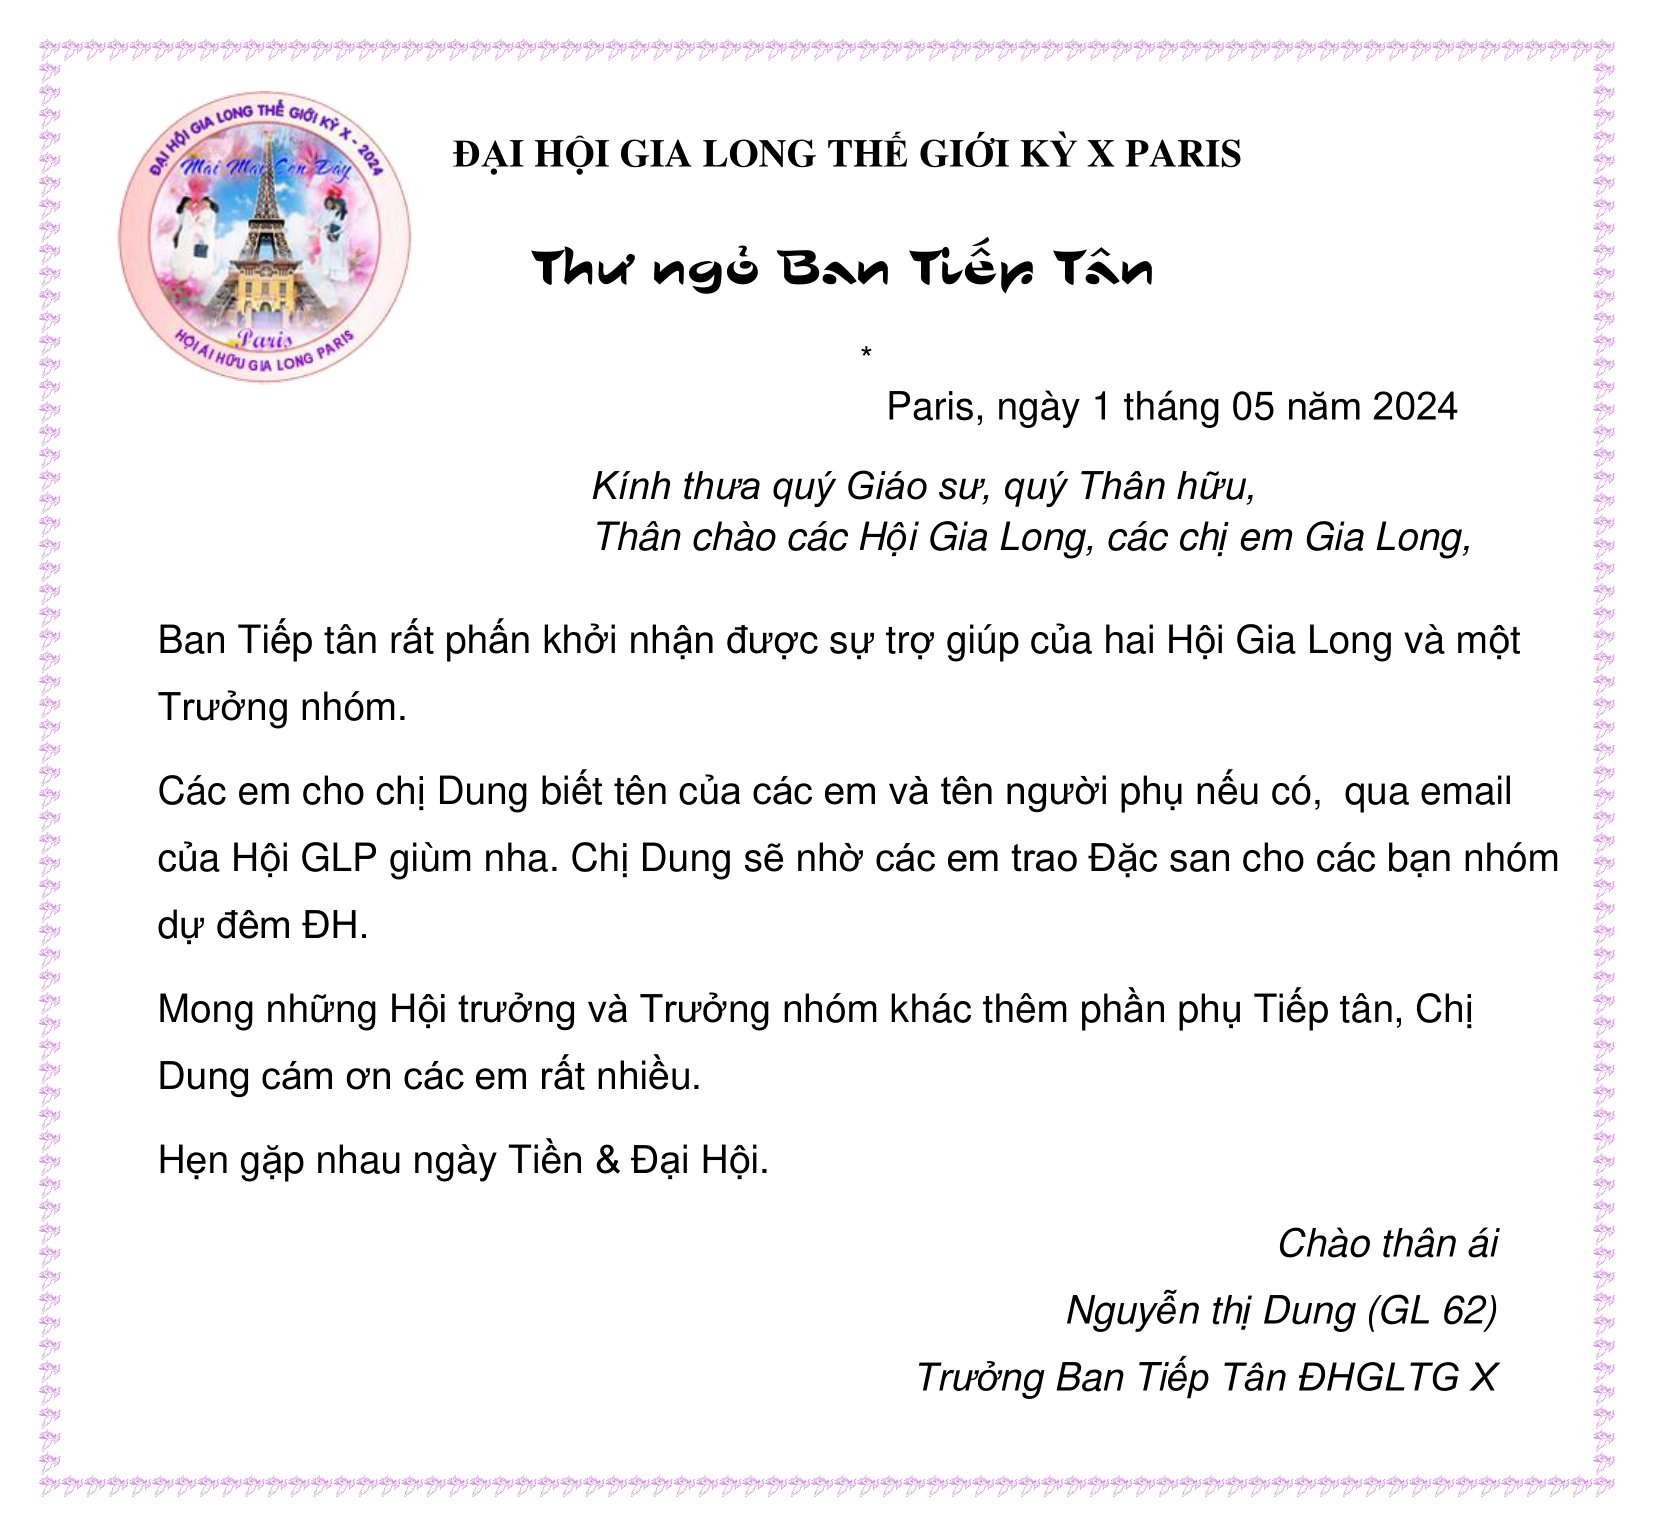 ĐẠI HỘI GIA LONG THẾ GIỚI KỲ X - 2024
Mãi Mãi Còn Đây
Paris
HỘI ÁI HỮU GIA LONG PARIS
ĐẠI HỘI GIA LONG THẾ GIỚI KỲ X PARIS
Thư ngỏ Ban Tiếp Tân
*
Paris, ngày 1 tháng 05 năm 2024
Kính thưa quý Giáo sư, quý Thân hữu,
Thân chào các Hội Gia Long, các chị em Gia Long,
Ban Tiếp tân rất phấn khởi nhận được sự trợ giúp của hai Hội Gia Long và một
Trưởng nhóm.
Các em cho chị Dung biết tên của các em và tên người phụ nếu có,  qua email
của Hội GLP giùm nha. Chị Dung sẽ nhờ các em trao Đặc san cho các bạn nhóm
dự đêm ĐH.
Mong những Hội trưởng và Trưởng nhóm khác thêm phần phụ Tiếp tân, Chị
Dung cám ơn các em rất nhiều.
Hẹn gặp nhau ngày Tiền & Đại Hội.
Chào thân ái
Nguyễn thị Dung (GL 62)
Trưởng Ban Tiếp Tân ĐHGLTG X